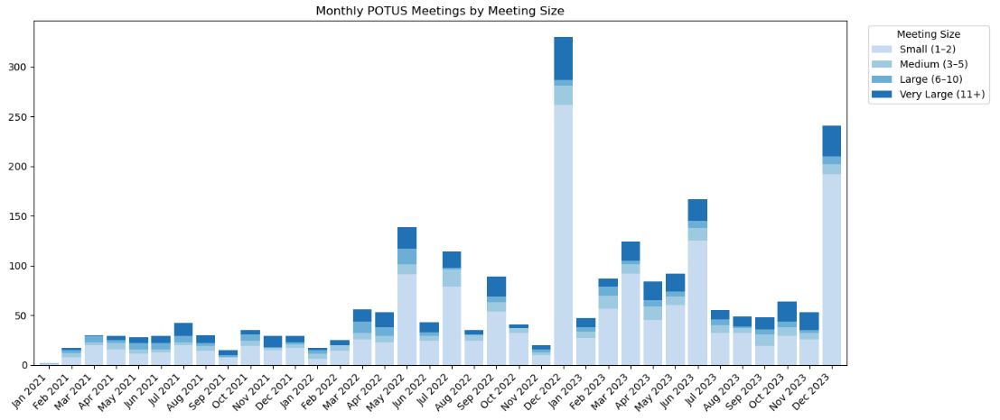 Monthly POTUS Meetings by Meeting Size
Meeting Size
Small (1–2)
Medium (3–5)
Large (6–10)
Very Large (11+)
300
250
200
150
100
50
0
Jan 2021
Feb 2021
Mar 2021
Apr 2021
May 2021
Jun 2021
Jul 2021
Aug 2021
Sep 2021
Oct 2021
Nov 2021
Dec 2021
Jan 2022
Feb 2022
Mar 2022
Apr 2022
May 2022
Jun 2022
Jul 2022
Aug 2022
Sep 2022
Oct 2022
Nov 2022
Dec 2022
Jan 2023
Feb 2023
Mar 2023
Apr 2023
May 2023
Jun 2023
Jul 2023
Aug 2023
Sep 2023
Oct 2023
Nov 2023
Dec 2023